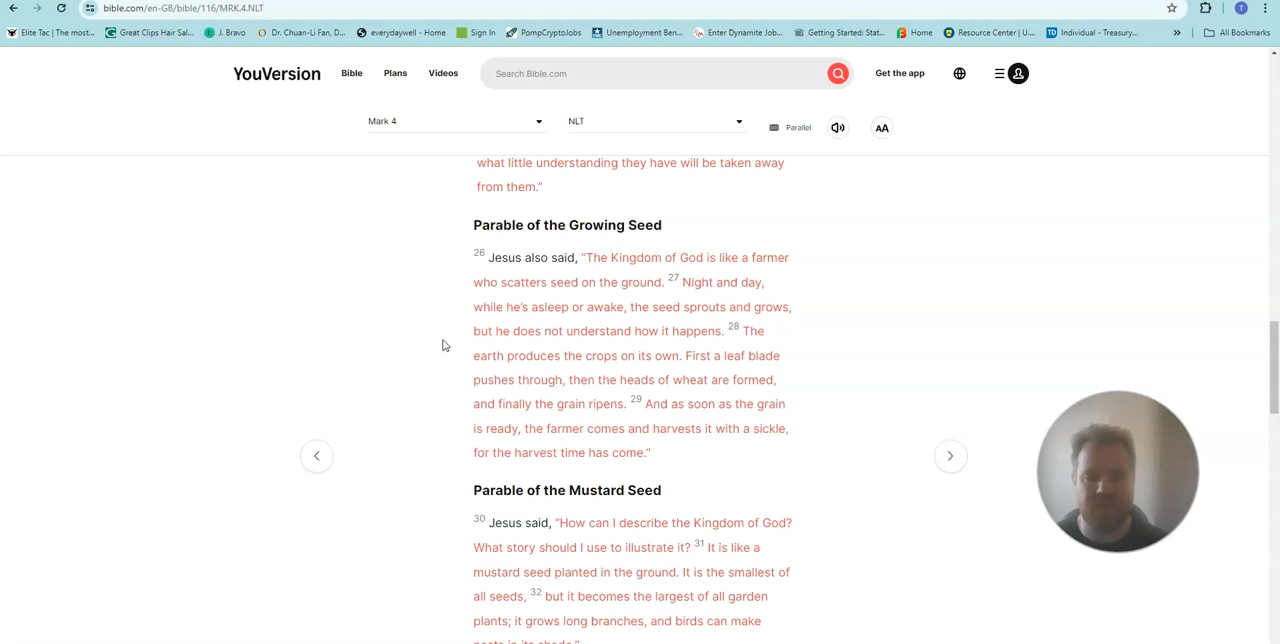 bible.com/en-GB/bible/116/MRK.4.NLT
T
Elite Tac | The most... Great Clips Hair Sal... J. Bravo Dr. Chuan-Li Fan, D... everydaywell - Home Sign In PompCryptoJobs Unemployment Ben... Enter Dynamite Job... Getting Started: Stat... Home Resource Center | U.... TD Individual - Treasury... » All Bookmarks
YouVersion Bible Plans Videos Search Bible.com Get the app
Mark 4 NLT Parallel AA
what little understanding they have will be taken away
from them.”
Parable of the Growing Seed
26 Jesus also said, “The Kingdom of God is like a farmer
who scatters seed on the ground. 27 Night and day,
while he’s asleep or awake, the seed sprouts and grows,
but he does not understand how it happens. 28 The
earth produces the crops on its own. First a leaf blade
pushes through, then the heads of wheat are formed,
and finally the grain ripens. 29 And as soon as the grain
is ready, the farmer comes and harvests it with a sickle,
for the harvest time has come.”
Parable of the Mustard Seed
30 Jesus said, “How can I describe the Kingdom of God?
What story should I use to illustrate it? 31 It is like a
mustard seed planted in the ground. It is the smallest of
all seeds, 32 but it becomes the largest of all garden
plants; it grows long branches, and birds can make
nests in its shade.”